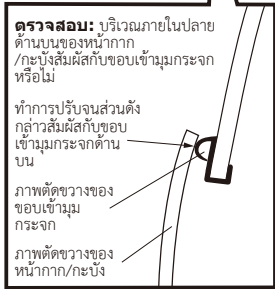 ตรวจสอบ: บริเวณภายในปลาย
ด้านบนของหน้ากาก
/กะบังสัมผัสกับขอบเข้ามุมกระจก
หรือไม่
ทำการปรับจนส่วนดัง
กล่าวสัมผัสกับขอบ
เข้ามุมกระจกด้าน
บน
ภาพตัดขวางของ
ขอบเข้ามุม
กระจก
ภาพตัดขวางของ
หน้ากาก/กะบัง